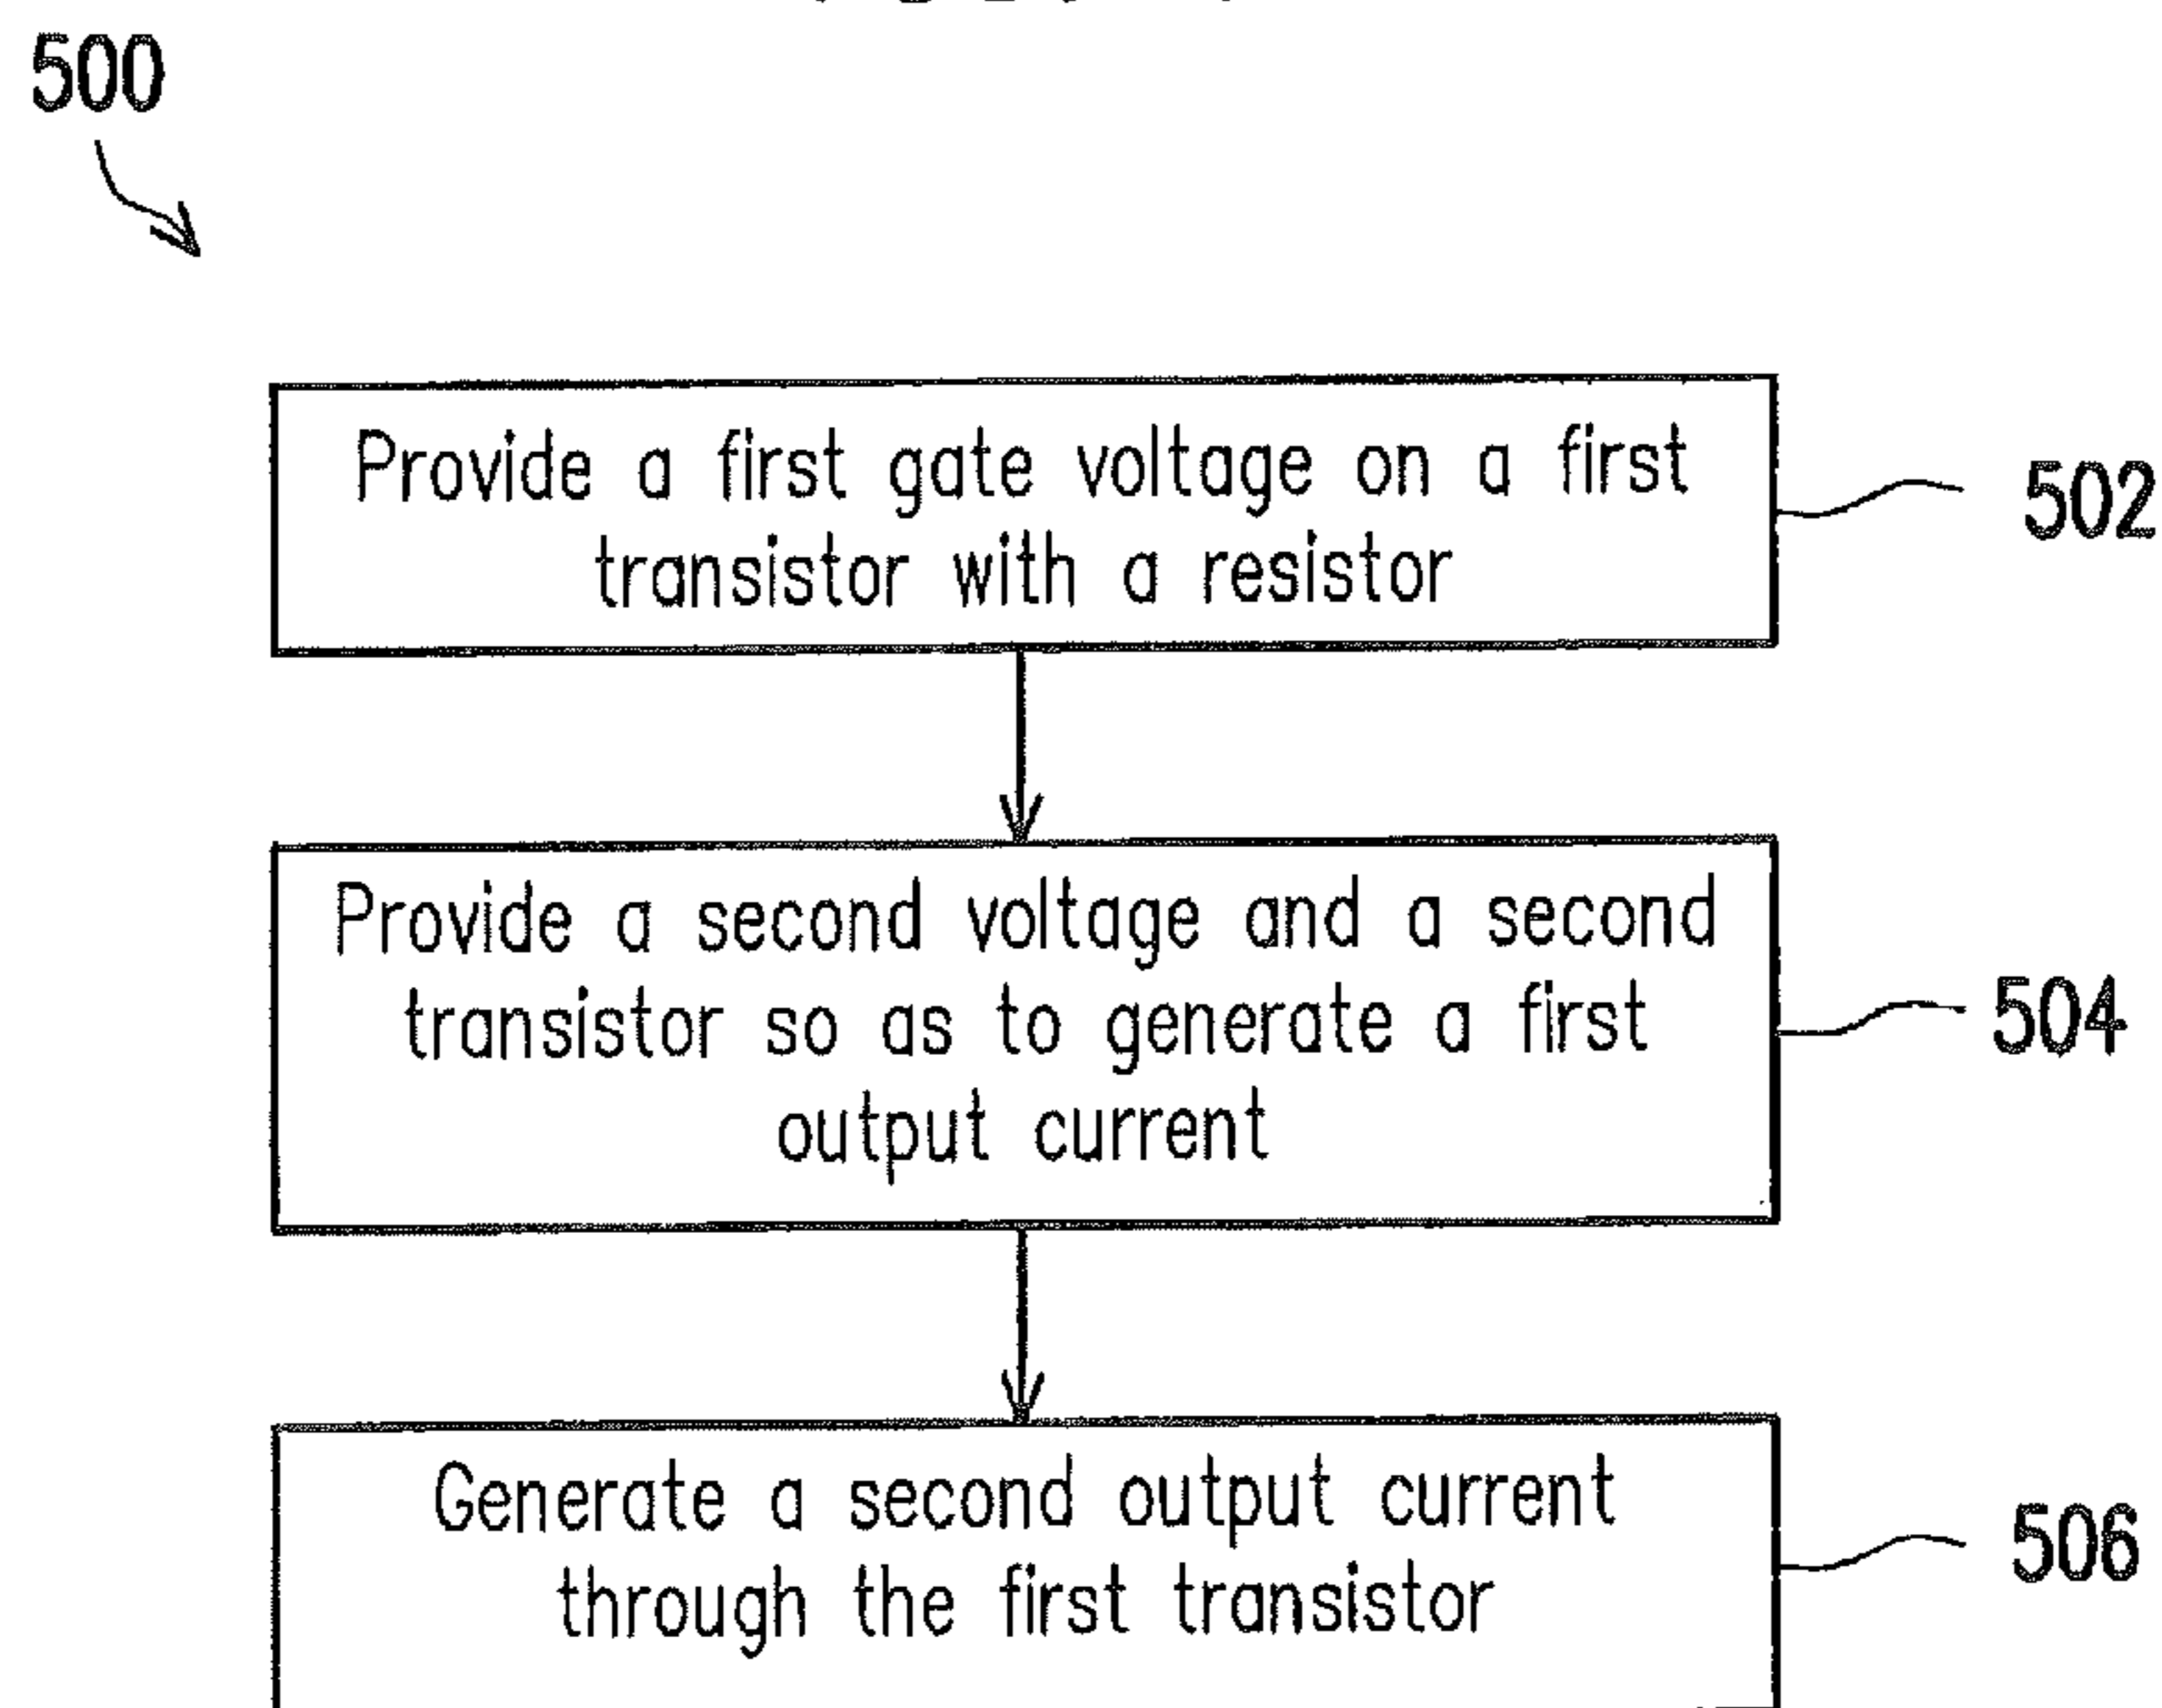 500
Provide a first gate voltage on a first
transistor with a resistor
502
Provide a second voltage and a second
transistor so as to generate a first
output current
504
Generate a second output current
through the first transistor
506